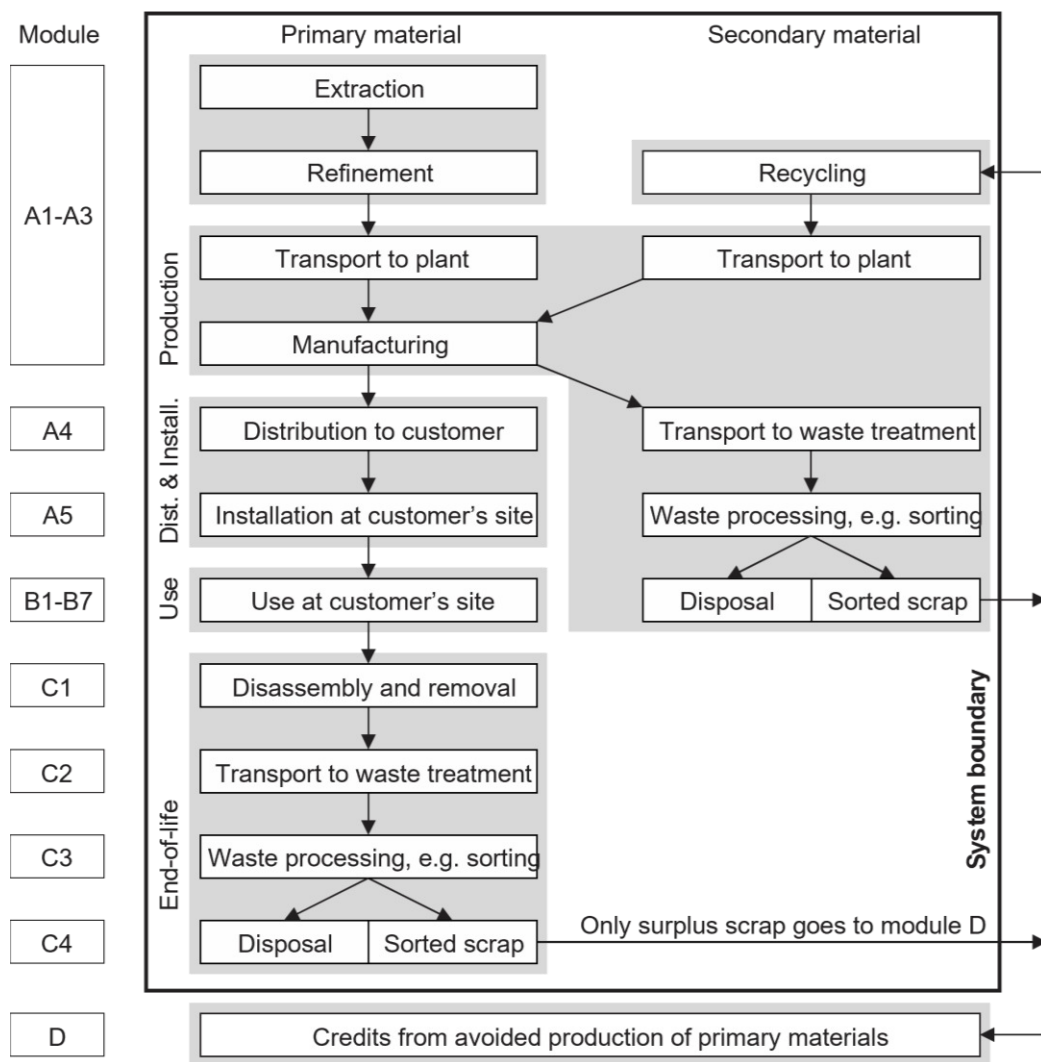 Module
Primary material
Secondary material
Extraction
Refinement
Recycling
A1-A3
Transport to plant
Transport to plant
Production
Manufacturing
A4
Distribution to customer
Transport to waste treatment
Dist. & Install.
A5
Installation at customer’s site
Waste processing, e.g. sorting
B1-B7
Use
Use at customer’s site
Disposal
Sorted scrap
C1
Disassembly and removal
C2
Transport to waste treatment
System boundary
End-of-life
C3
Waste processing, e.g. sorting
C4
Disposal
Sorted scrap
Only surplus scrap goes to module D
D
Credits from avoided production of primary materials